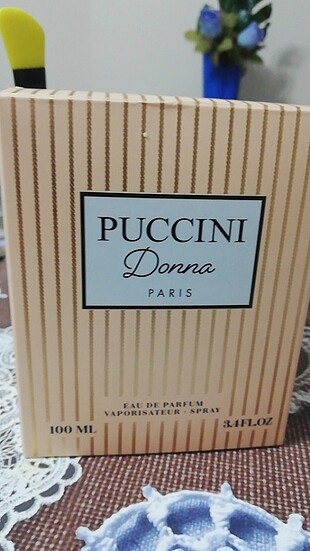 PUCCINI
Donna
PARIS
EAU DE PARFUM
VAPORISATEUR - SPRAY
100 ML 3.4 FL.OZ